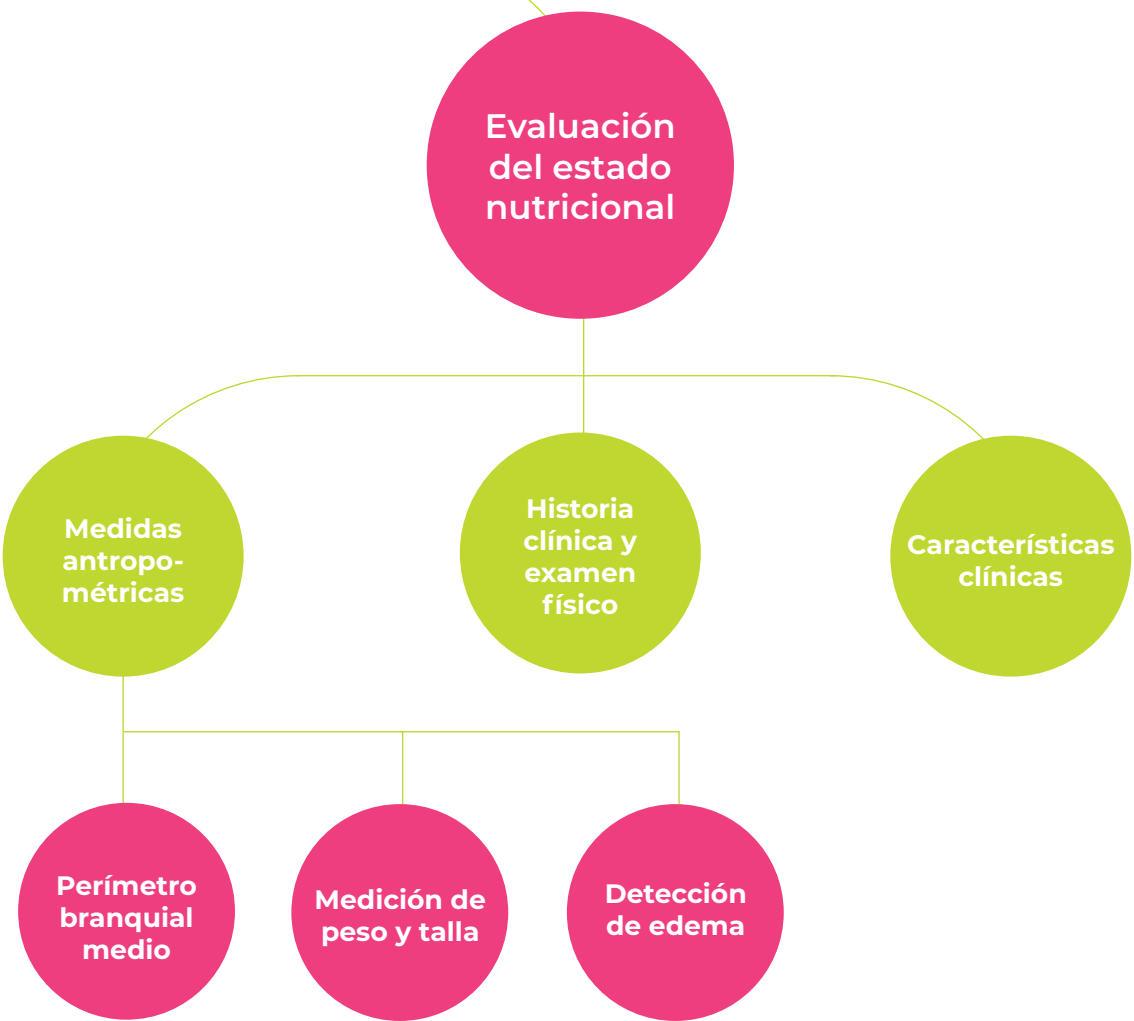 Evaluación
del estado
nutricional
Medidas
antropo-
métricas
Historia
clínica y
examen
físico
Características
clínicas
Perímetro
branquial
medio
Medición de
peso y talla
Detección
de edema